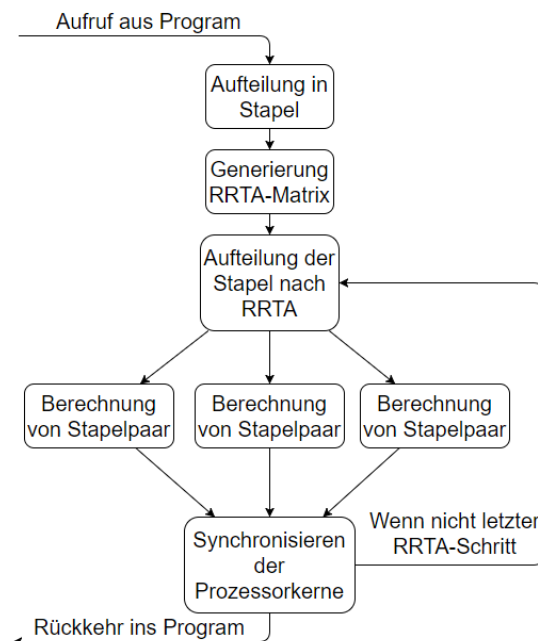 Aufruf aus Program
Aufteilung in
Stapel
Generierung
RRTA-Matrix
Aufteilung der
Stapel nach
RRTA
Berechnung
von Stapelpaar
Berechnung
von Stapelpaar
Berechnung
von Stapelpaar
Synchronisieren
der
Prozessorkerne
Wenn nicht letzter
RRTA-Schritt
Rückkehr ins Program